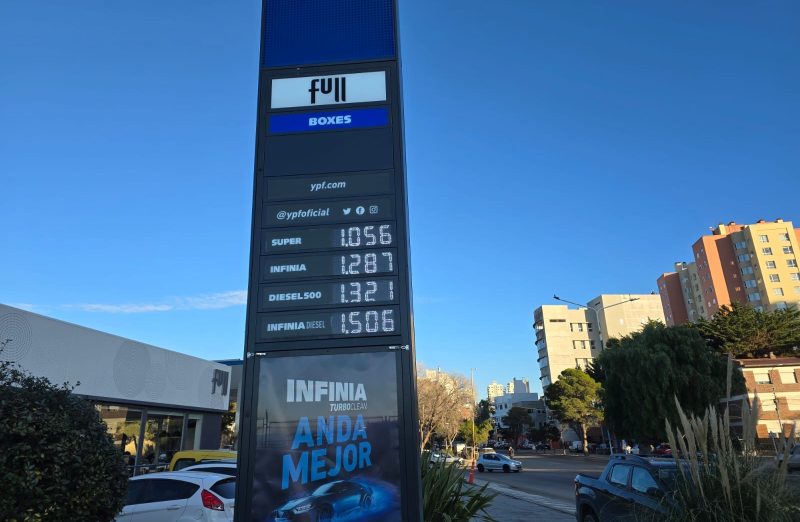 full
BOXES
ypf.com
@ypfoficial
SUPER 1.056
INFINIA 1.287
DIESEL500 1.321
INFINIA DIESEL 1.506
INFINIA
TURBOCLEAN
ANDA
MEJOR
full